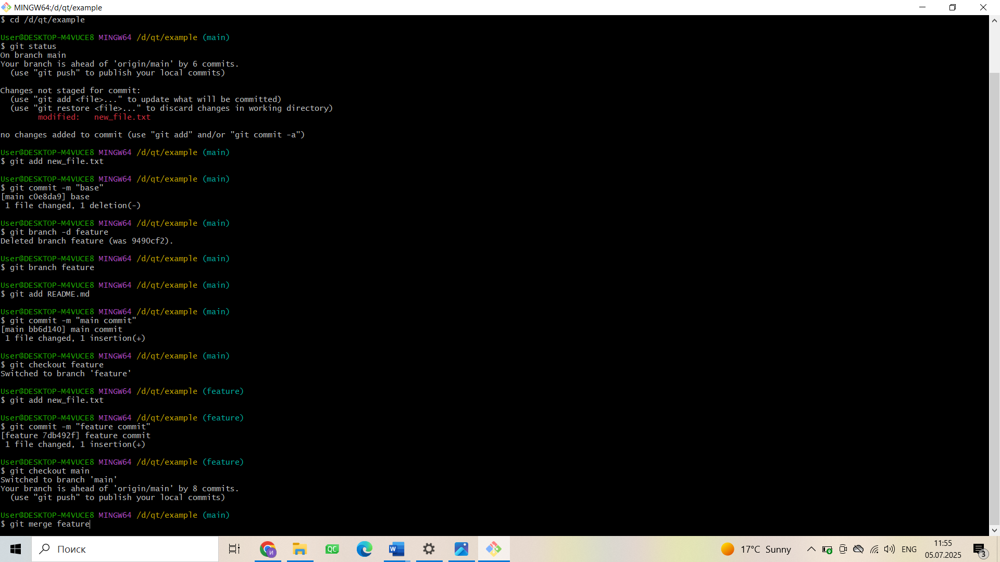 MINGW64:/d/qt/example
$ cd /d/qt/example
User@DESKTOP-M4VUCE8 MINGW64 /d/qt/example (main)
$ git status
On branch main
Your branch is ahead of 'origin/main' by 6 commits.
  (use "git push" to publish your local commits)
Changes not staged for commit:
  (use "git add <file>..." to update what will be committed)
  (use "git restore <file>..." to discard changes in working directory)
        modified:   new_file.txt
no changes added to commit (use "git add" and/or "git commit -a")
User@DESKTOP-M4VUCE8 MINGW64 /d/qt/example (main)
$ git add new_file.txt
User@DESKTOP-M4VUCE8 MINGW64 /d/qt/example (main)
$ git commit -m "base"
[main c0e8da9] base
 1 file changed, 1 deletion(-)
User@DESKTOP-M4VUCE8 MINGW64 /d/qt/example (main)
$ git branch -d feature
Deleted branch feature (was 9490cf2).
User@DESKTOP-M4VUCE8 MINGW64 /d/qt/example (main)
$ git branch feature
User@DESKTOP-M4VUCE8 MINGW64 /d/qt/example (main)
$ git add README.md
User@DESKTOP-M4VUCE8 MINGW64 /d/qt/example (main)
$ git commit -m "main commit"
[main bb6d140] main commit
 1 file changed, 1 insertion(+)
User@DESKTOP-M4VUCE8 MINGW64 /d/qt/example (main)
$ git checkout feature
Switched to branch 'feature'
User@DESKTOP-M4VUCE8 MINGW64 /d/qt/example (feature)
$ git add new_file.txt
User@DESKTOP-M4VUCE8 MINGW64 /d/qt/example (feature)
$ git commit -m "feature commit"
[feature 7db492f] feature commit
 1 file changed, 1 insertion(+)
User@DESKTOP-M4VUCE8 MINGW64 /d/qt/example (feature)
$ git checkout main
Switched to branch 'main'
Your branch is ahead of 'origin/main' by 8 commits.
  (use "git push" to publish your local commits)
User@DESKTOP-M4VUCE8 MINGW64 /d/qt/example (main)
$ git merge feature
Поиск
и
QC
W
17°C Sunny
ENG
11:55
05.07.2025
3